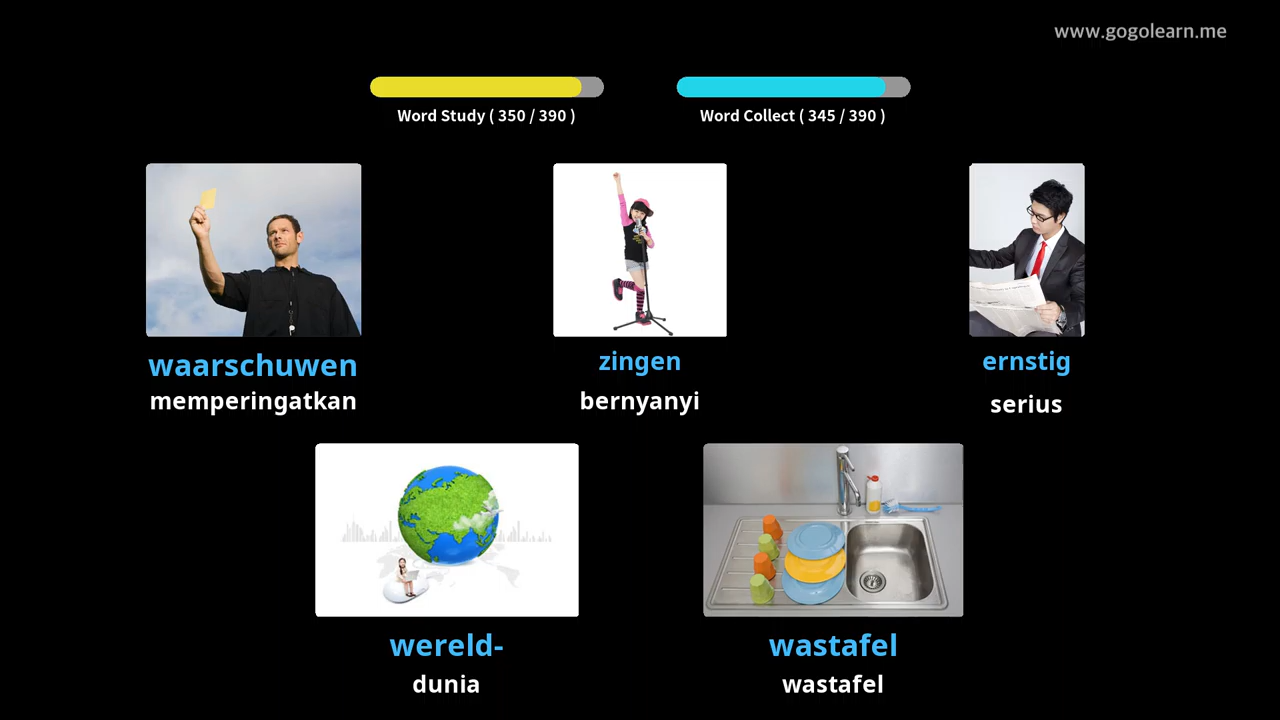 www.gogolearn.me
Word Study ( 350 / 390 )
Word Collect ( 345 / 390 )
waarschuwen
memperingatkan
zingen
bernyanyi
ernstig
serius
wereld-
dunia
wastafel
wastafel